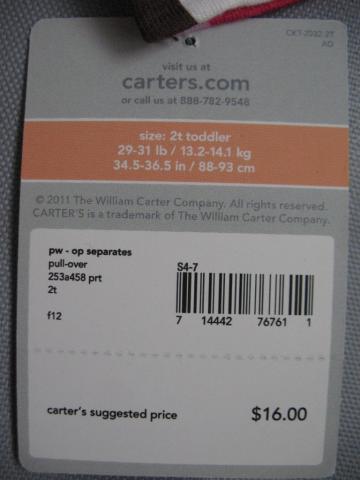 CKT-2032 2T
AD
visit us at
carters.com
or call us at 888-782-9548
size: 2t toddler
29-31 lb / 13.2-14.1 kg
34.5-36.5 in / 88-93 cm
© 2011 The William Carter Company. All rights reserved.
CARTER'S is a trademark of The William Carter Company.
pw - op separates
pull-over
253a458 prt
2t
f12
S4-7
7 14442 76761 1
carter's suggested price $16.00